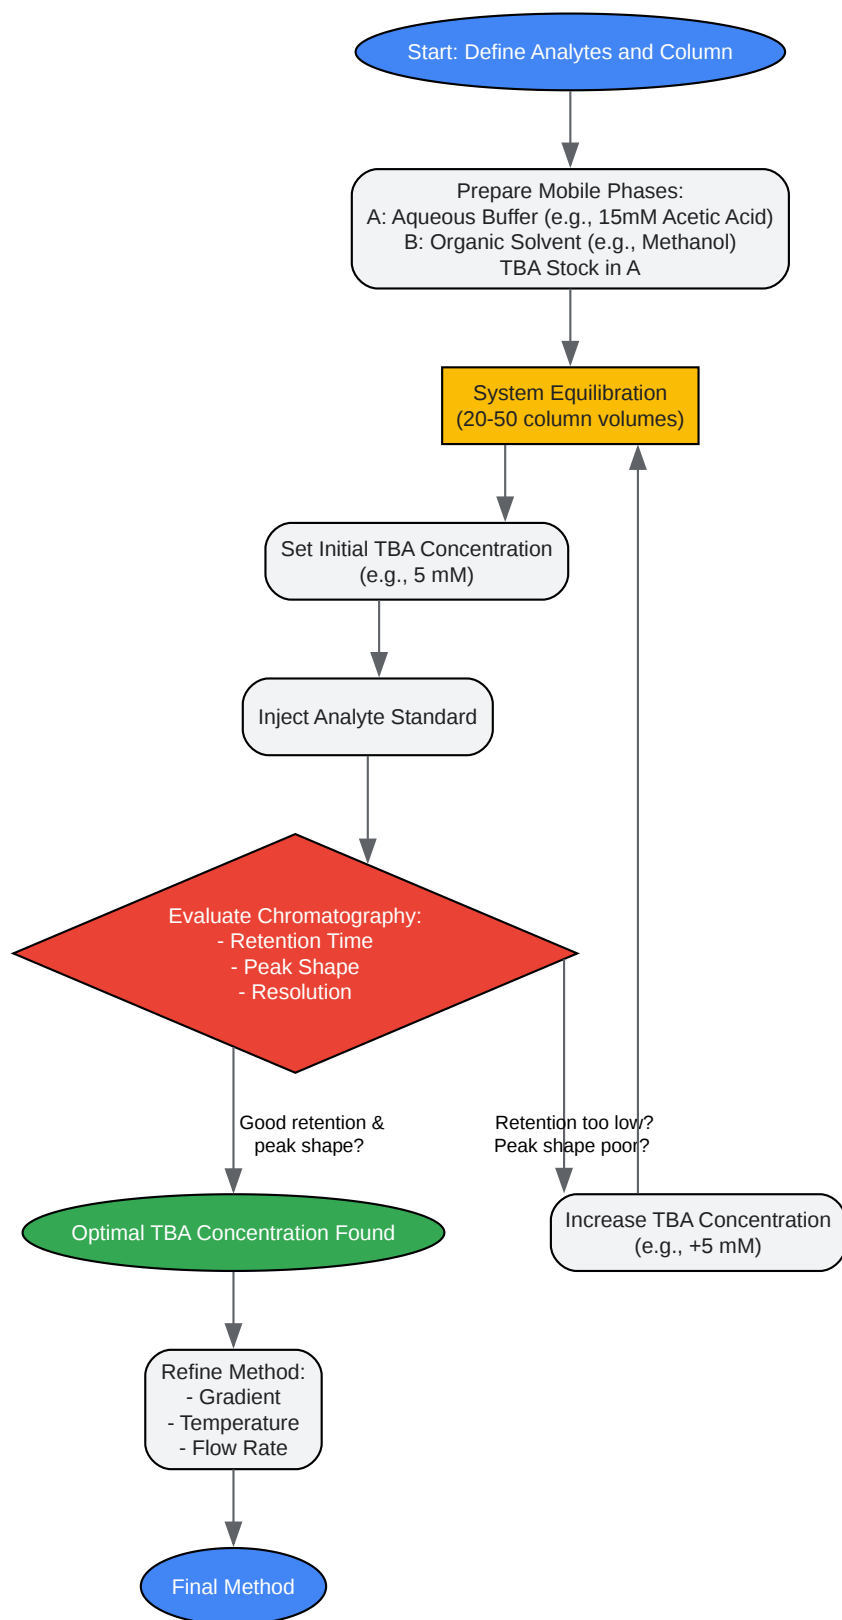 Start: Define Analytes and Column
Prepare Mobile Phases:
A: Aqueous Buffer (e.g., 15mM Acetic Acid)
B: Organic Solvent (e.g., Methanol)
TBA Stock in A
System Equilibration
(20-50 column volumes)
Set Initial TBA Concentration
(e.g., 5 mM)
Inject Analyte Standard
Evaluate Chromatography:
- Retention Time
- Peak Shape
- Resolution
Good retention &
peak shape?
Retention too low?
Peak shape poor?
Optimal TBA Concentration Found
Increase TBA Concentration
(e.g., +5 mM)
Refine Method:
- Gradient
- Temperature
- Flow Rate
Final Method